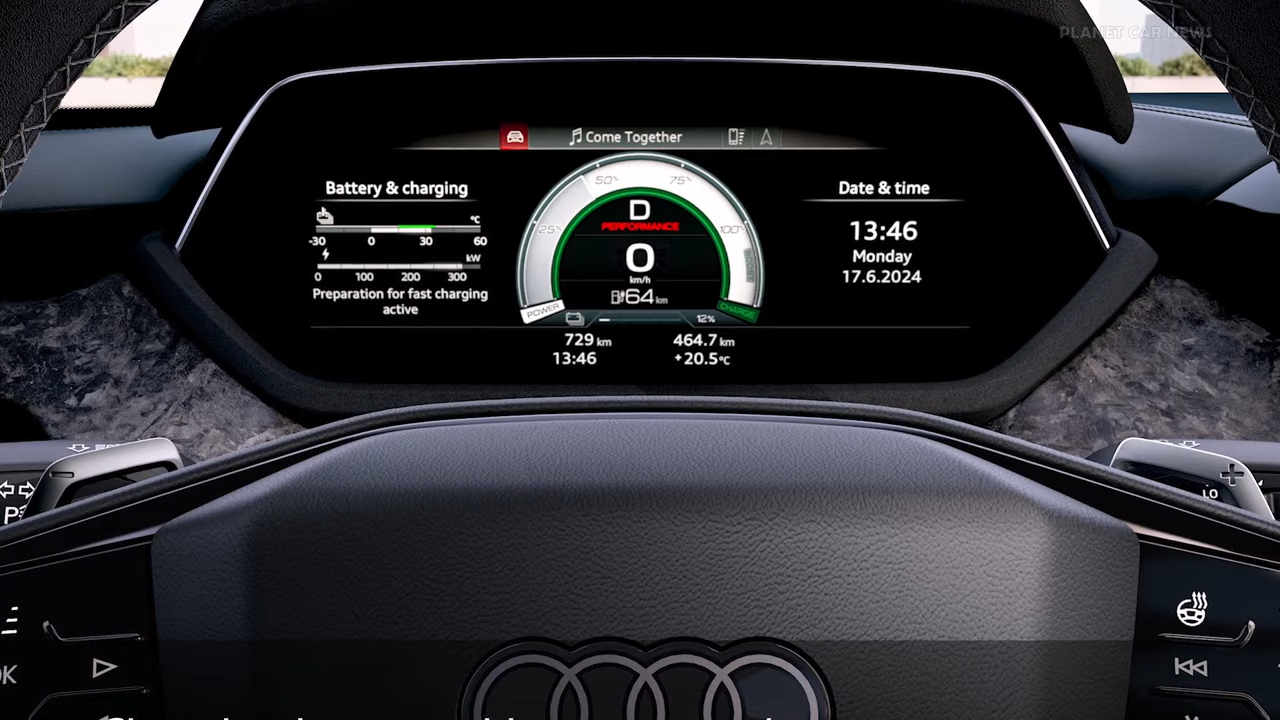 PLANET CAR NEWS
Come Together
Battery & charging
°C
-30 0 30 60
kW
0 100 200 300
Preparation for fast charging
active
25% 50% 75% 100%
BOOST
D
PERFORMANCE
0
km/h
64 km
POWER
CHARGE
12%
729 km 464.7 km
13:46 +20.5°C
Date & time
13:46
Monday
17.6.2024
P
LO
OK